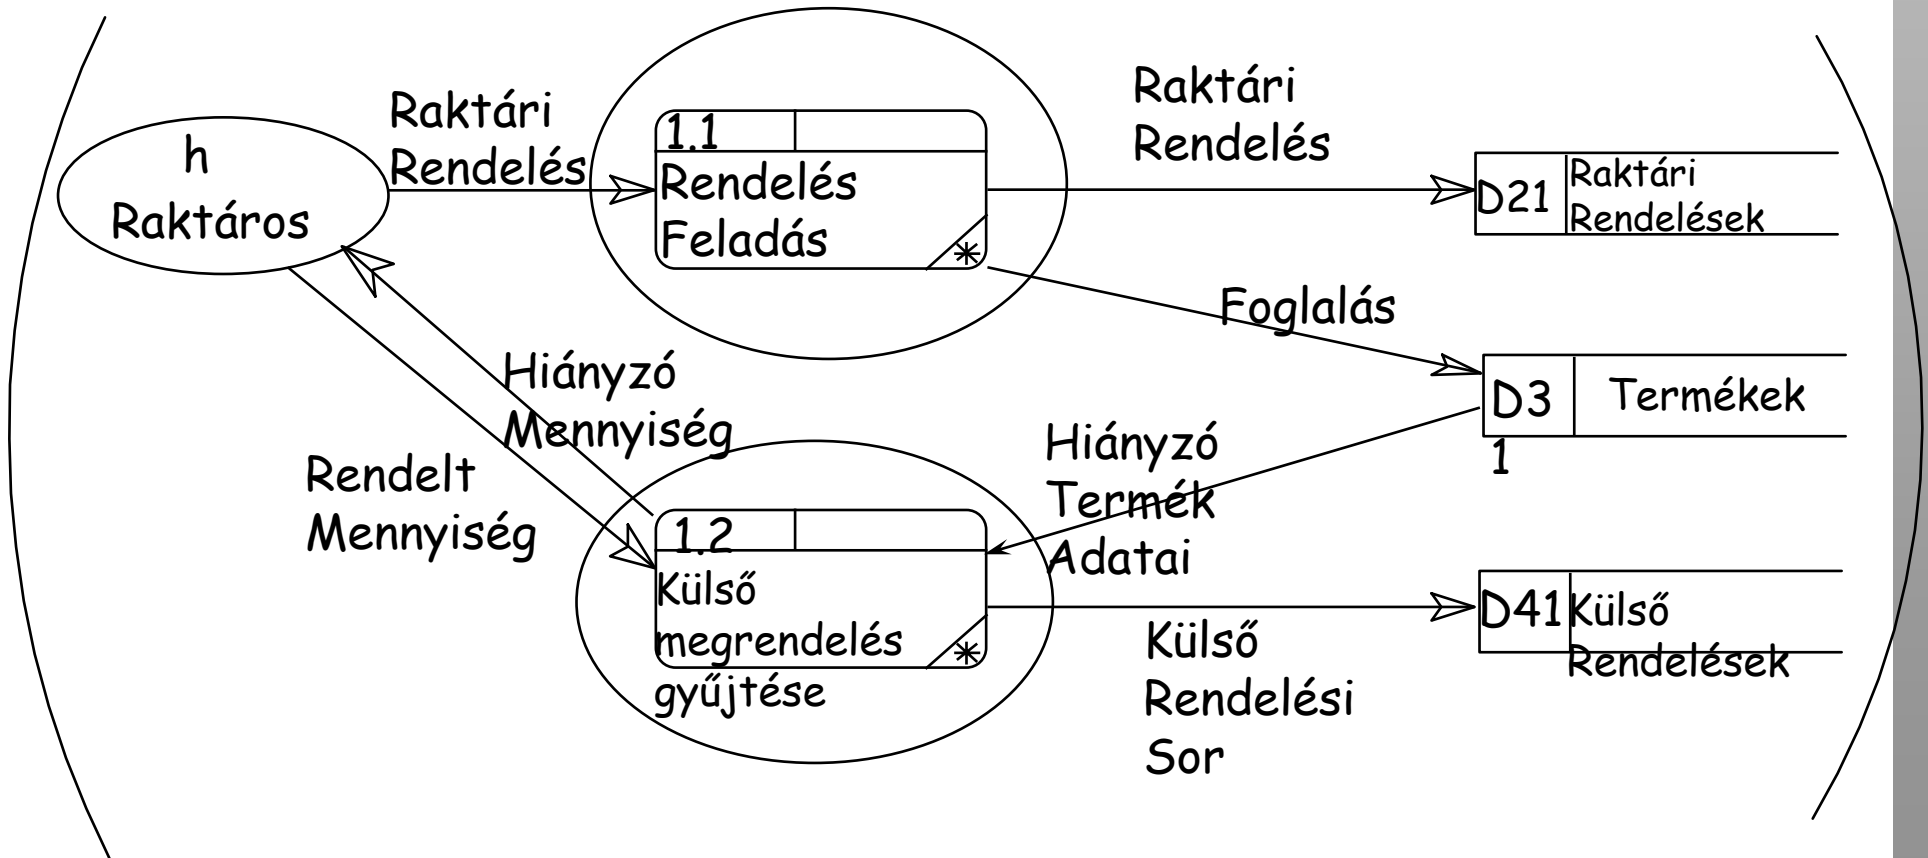 h
Raktáros
Raktári
Rendelés
1.1
Rendelés
Feladás
Raktári
Rendelés
D21
Raktári
Rendelések
Foglalás
D3
1
Termékek
Hiányzó
Mennyiség
Rendelt
Mennyiség
Hiányzó
Termék
Adatai
1.2
Külső
megrendelés
gyűjtése
Külső
Rendelési
Sor
D41
Külső
Rendelések